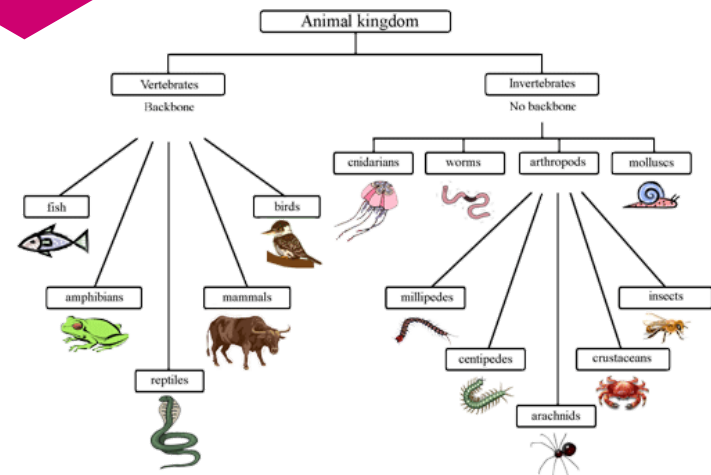 Animal kingdom
Vertebrates
Invertebrates
Backbone
No backbone
cnidarians
worms
arthropods
molluscs
fish
birds
amphibians
mammals
millipedes
insects
centipedes
crustaceans
reptiles
arachnids